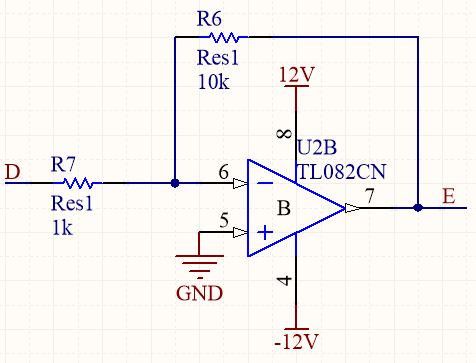 R6
Res1
10k
12V
8
U2B
TL082CN
D
R7
Res1
1k
6
B
7
E
5
GND
4
-12V